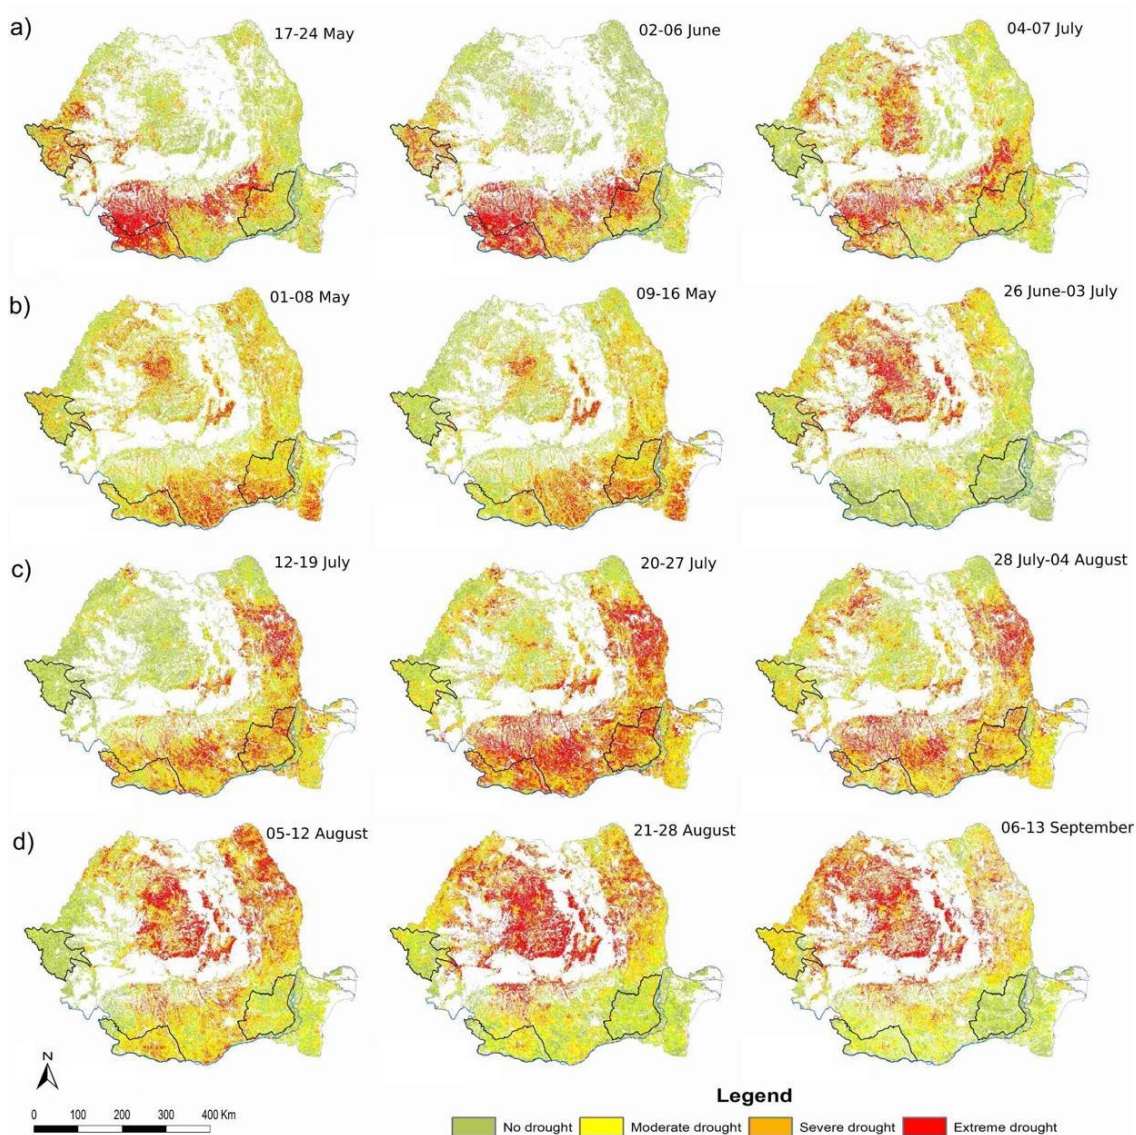 a)
17-24 May
02-06 June
04-07 July
b)
01-08 May
09-16 May
26 June-03 July
c)
12-19 July
20-27 July
28 July-04 August
d)
05-12 August
21-28 August
06-13 September
N
0 100 200 300 400 Km
Legend
No drought Moderate drought Severe drought Extreme drought